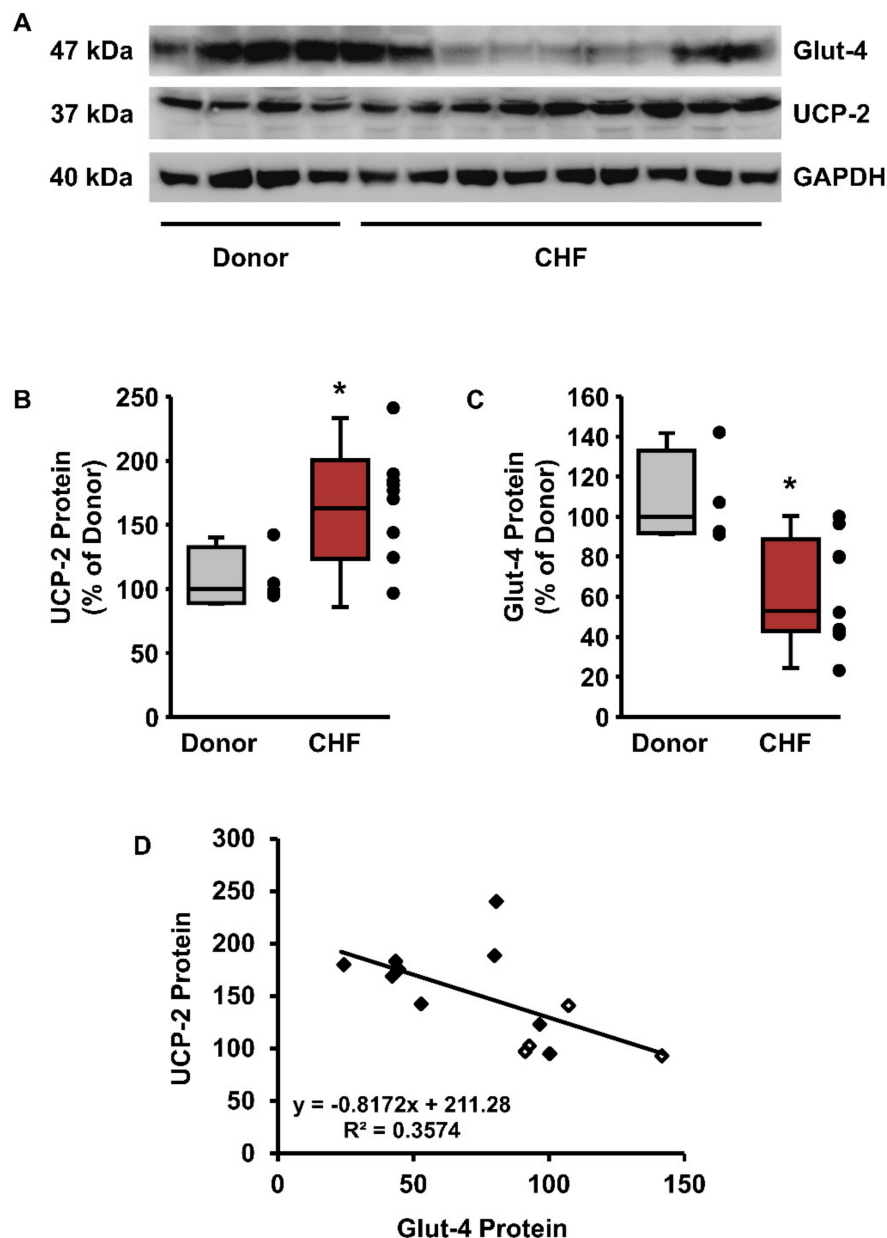 A
47 kDa Glut-4
37 kDa UCP-2
40 kDa GAPDH
Donor CHF
B
UCP-2 Protein
(% of Donor)
250
200
150
100
50
0
*
Donor CHF
C
Glut-4 Protein
(% of Donor)
160
140
120
100
80
60
40
20
0
*
Donor CHF
D
UCP-2 Protein
300
250
200
150
100
50
0
y = -0.8172x + 211.28
R² = 0.3574
0 50 100 150
Glut-4 Protein